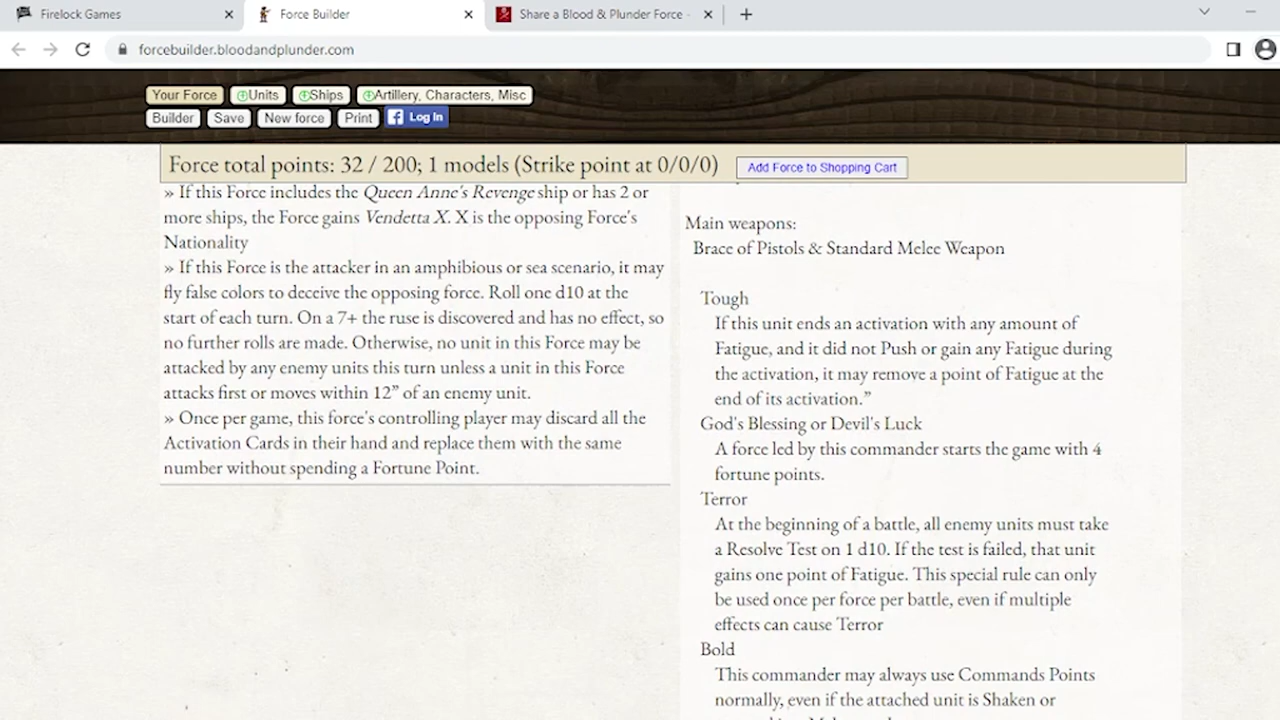 Firelock Games
Force Builder
Share a Blood & Plunder Force -
forcebuilder.bloodandplunder.com
Your Force
Units
Ships
Artillery, Characters, Misc
Builder
Save
New force
Print
Log In
Force total points: 32 / 200; 1 models (Strike point at 0/0/0)
Add Force to Shopping Cart
» If this Force includes the Queen Anne's Revenge ship or has 2 or
more ships, the Force gains Vendetta X. X is the opposing Force's
Nationality
» If this Force is the attacker in an amphibious or sea scenario, it may
fly false colors to deceive the opposing force. Roll one d10 at the
start of each turn. On a 7+ the ruse is discovered and has no effect, so
no further rolls are made. Otherwise, no unit in this Force may be
attacked by any enemy units this turn unless a unit in this Force
attacks first or moves within 12” of an enemy unit.
» Once per game, this force's controlling player may discard all the
Activation Cards in their hand and replace them with the same
number without spending a Fortune Point.
Main weapons:
Brace of Pistols & Standard Melee Weapon
Tough
If this unit ends an activation with any amount of
Fatigue, and it did not Push or gain any Fatigue during
the activation, it may remove a point of Fatigue at the
end of its activation.”
God's Blessing or Devil's Luck
A force led by this commander starts the game with 4
fortune points.
Terror
At the beginning of a battle, all enemy units must take
a Resolve Test on 1 d10. If the test is failed, that unit
gains one point of Fatigue. This special rule can only
be used once per force per battle, even if multiple
effects can cause Terror
Bold
This commander may always use Commands Points
normally, even if the attached unit is Shaken or